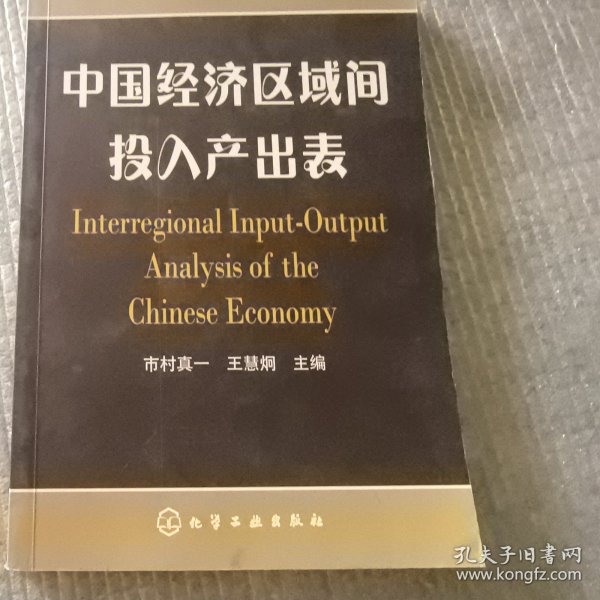 中国经济区域间
投入产出表
Interregional Input-Output
Analysis of the
Chinese Economy
市村真一 王慧炯 主编
化学工业出版社
孔夫子旧书网
www.kongfz.com